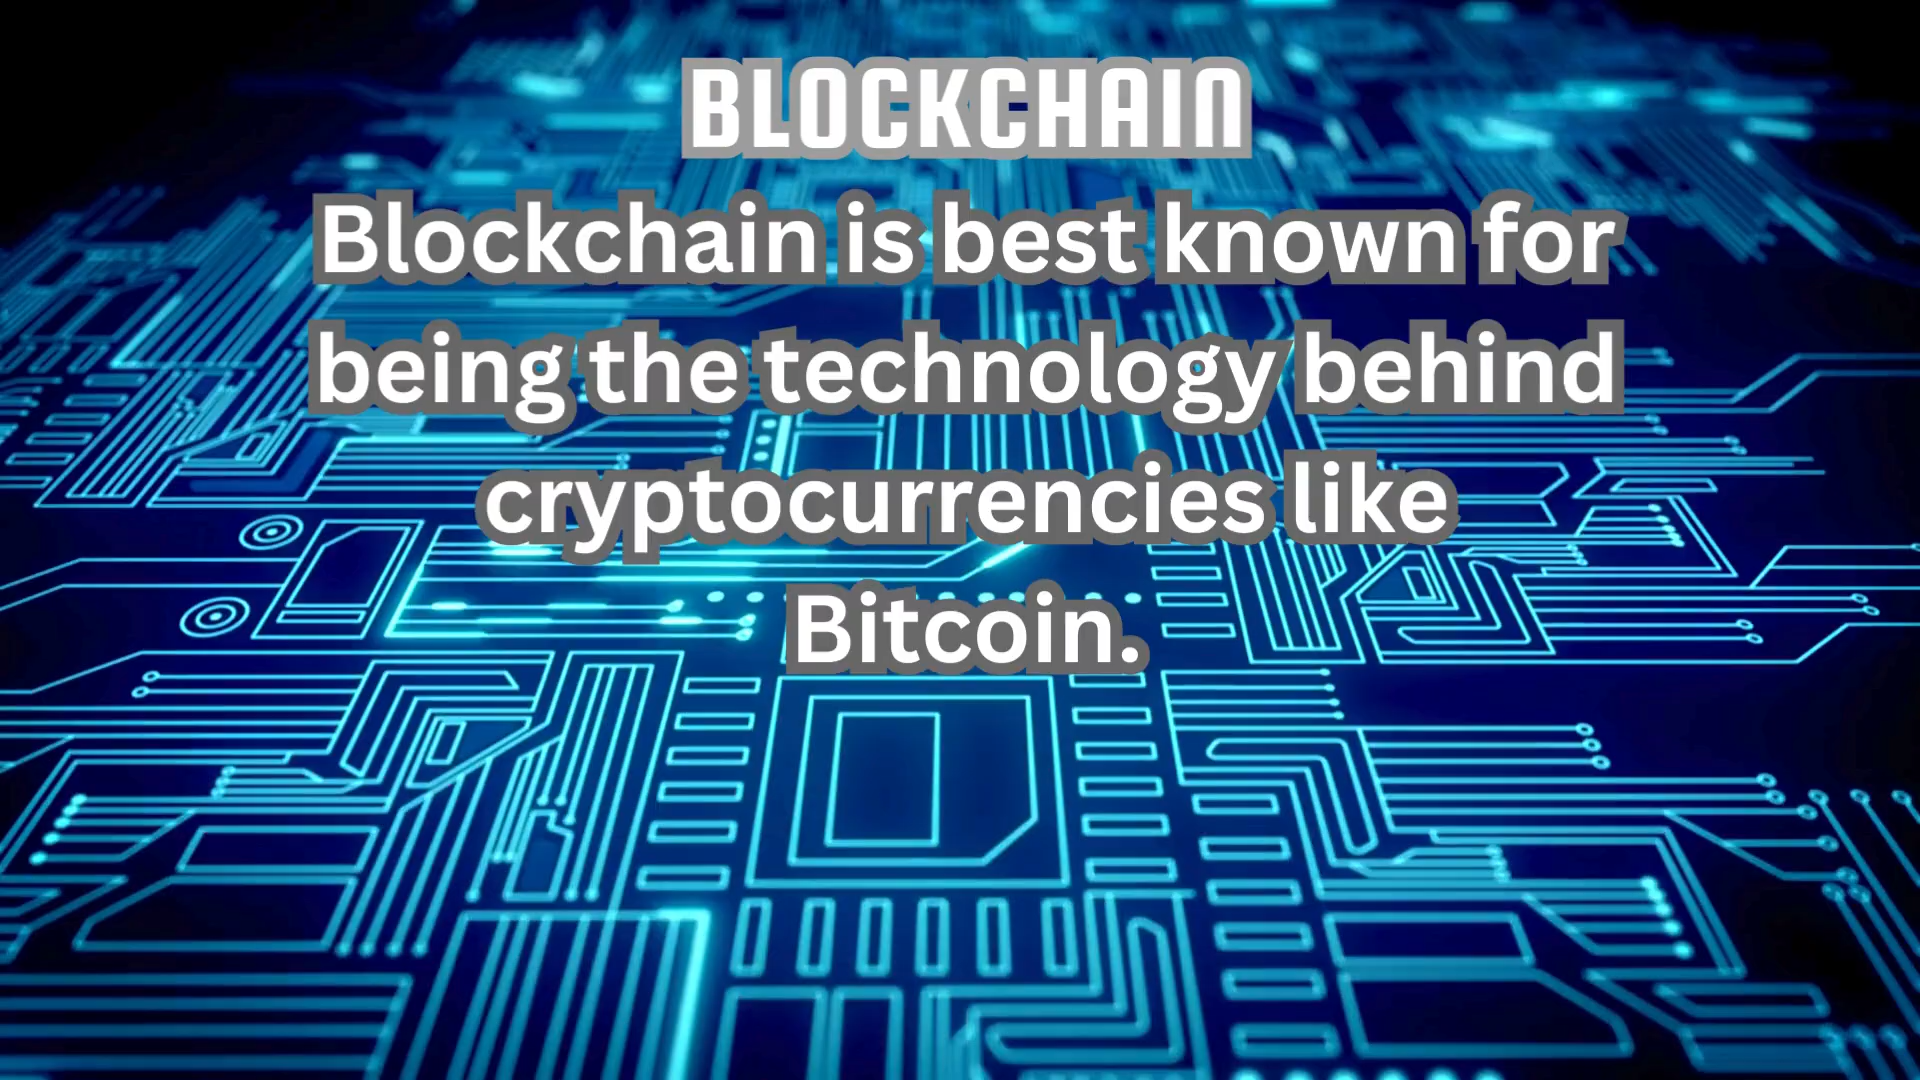 BLOCKCHAIN
Blockchain is best known for
being the technology behind
cryptocurrencies like
Bitcoin.